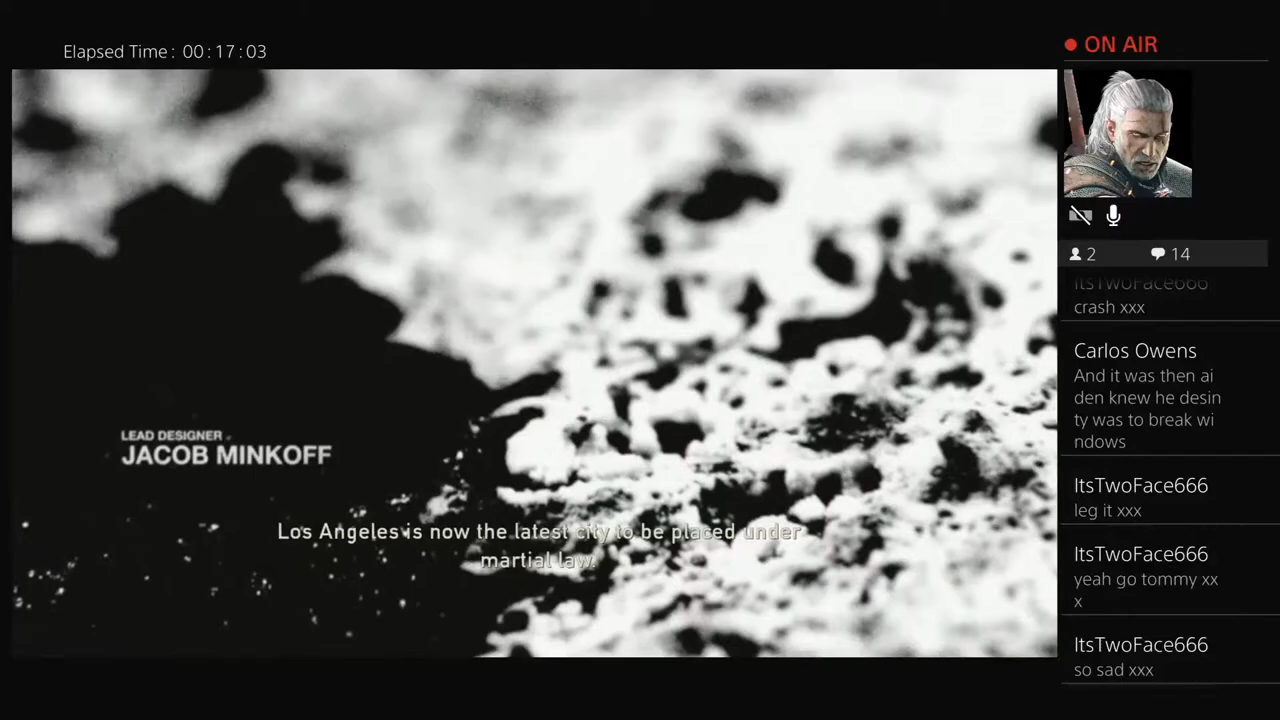 Elapsed Time: 00:17:03
ON AIR
2
14
ItsTwoFace666
crash xxx
Carlos Owens
And it was then ai
den knew he desin
ty was to break wi
ndows
ItsTwoFace666
leg it xxx
ItsTwoFace666
yeah go tommy xx
x
ItsTwoFace666
so sad xxx
LEAD DESIGNER
JACOB MINKOFF
Los Angeles is now the latest city to be placed under
martial law.